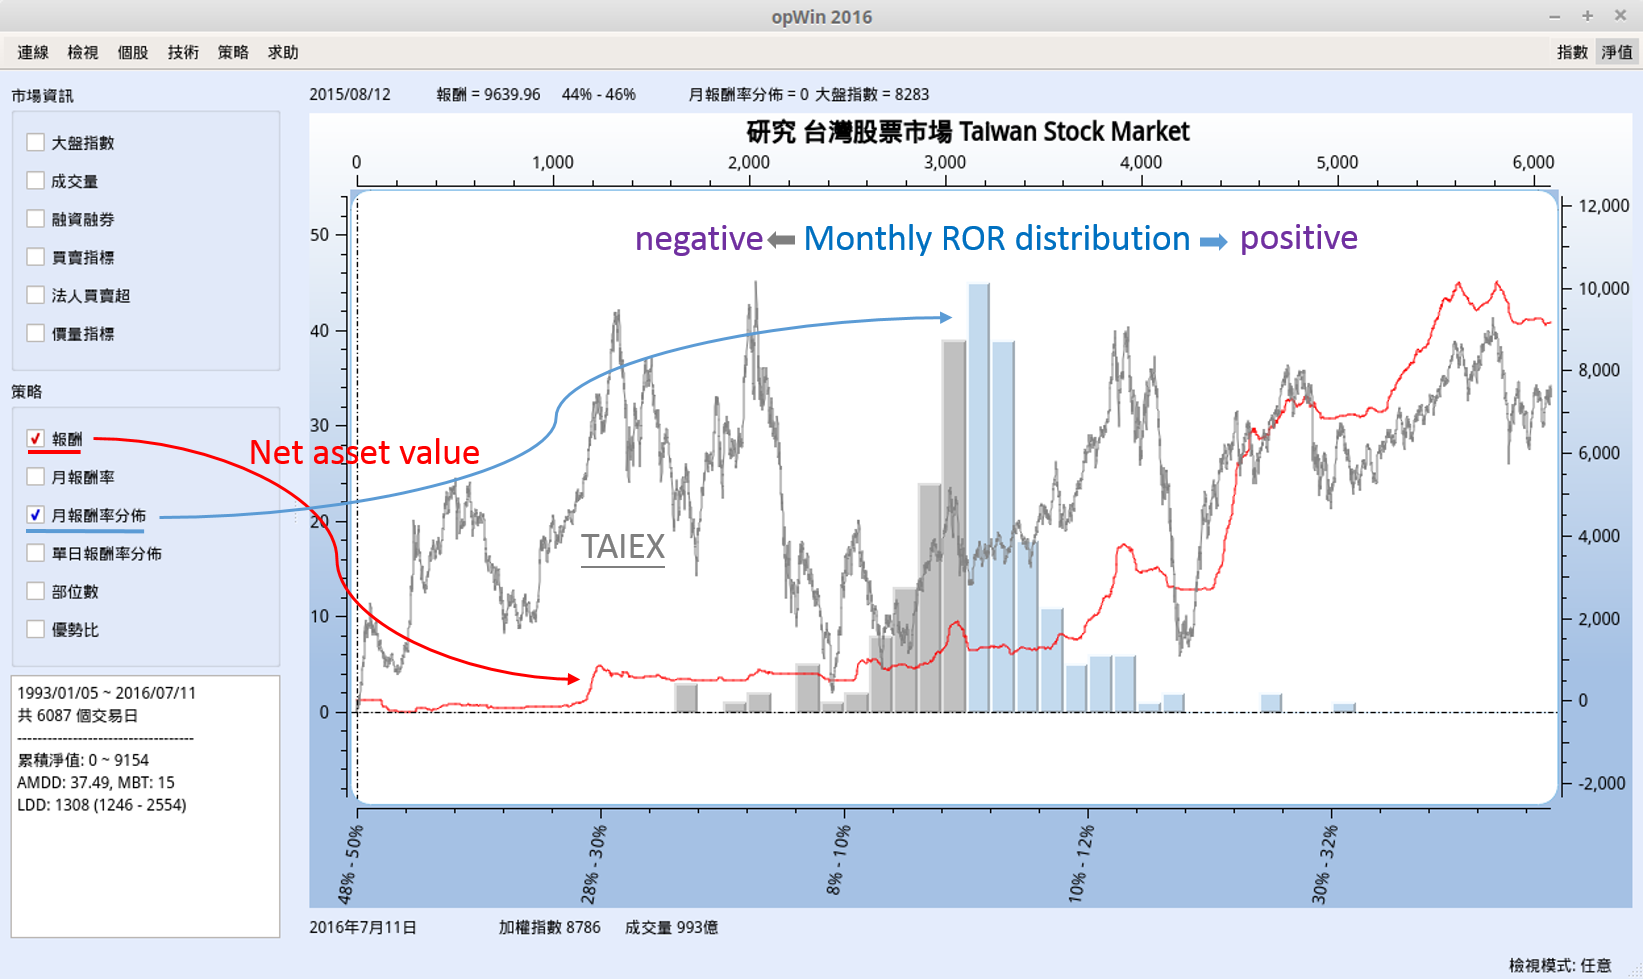 opWin 2016
連線 檢視 個股 技術 策略 求助 指數 淨值
市場資訊
大盤指數
成交量
融資融券
買賣指標
法人買賣超
價量指標
策略
報酬
月報酬率
月報酬率分佈
單日報酬率分佈
部位數
優勢比
1993/01/05 ~ 2016/07/11
共 6087 個交易日
-----------------------------------
累積淨值: 0 ~ 9154
AMDD: 37.49, MBT: 15
LDD: 1308 (1246 - 2554)
2015/08/12 報酬 = 9639.96 44% - 46% 月報酬率分佈 = 0 大盤指數 = 8283
研究 台灣股票市場 Taiwan Stock Market
0 1,000 2,000 3,000 4,000 5,000 6,000
50
40
30
20
10
0
12,000
10,000
8,000
6,000
4,000
2,000
0
-2,000
negative Monthly ROR distribution positive
Net asset value
TAIEX
48% - 50% 28% - 30% 8% - 10% 10% - 12% 30% - 32%
2016年7月11日 加權指數 8786 成交量 993億
檢視模式: 任意